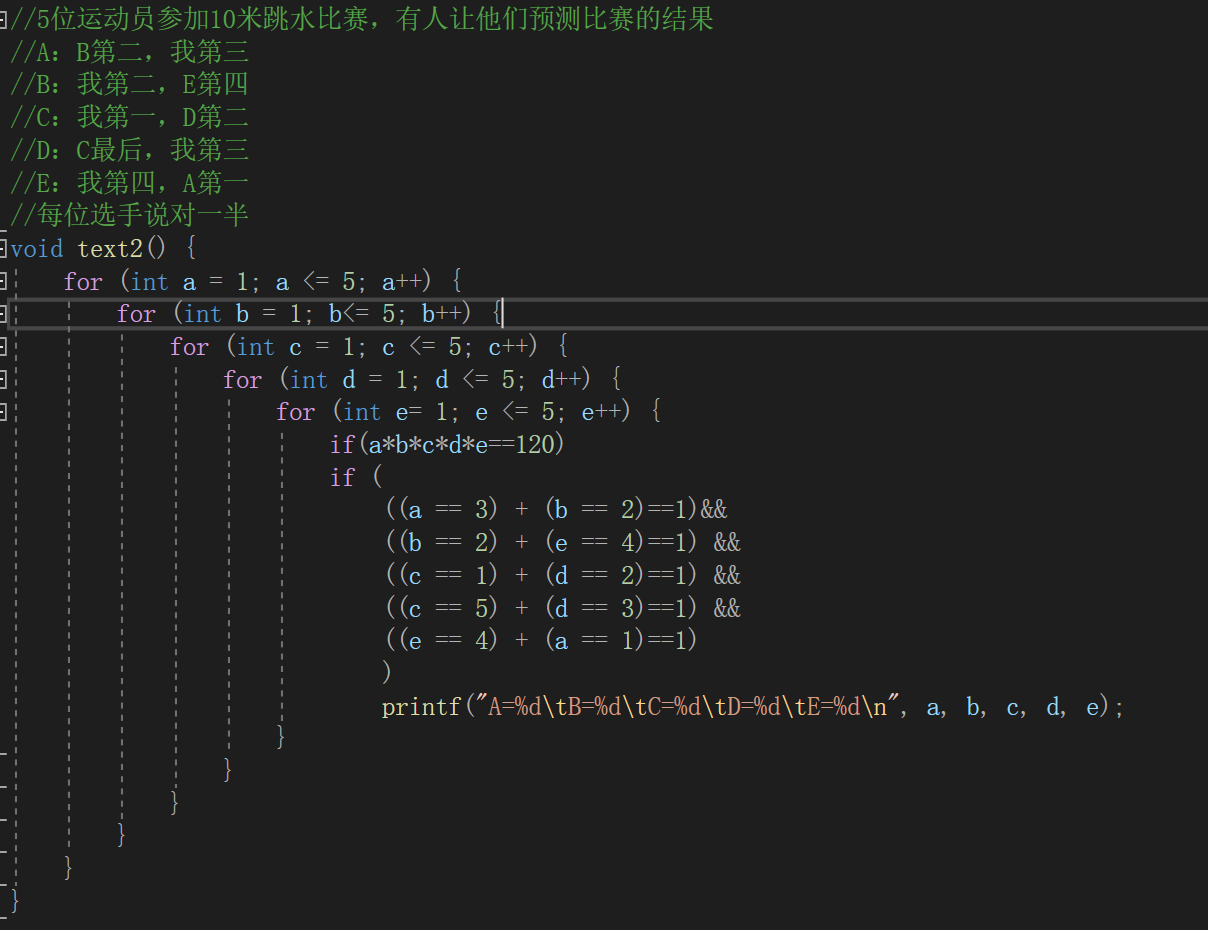 //5位运动员参加10米跳水比赛，有人让他们预测比赛的结果
//A：B第二，我第三
//B：我第二，E第四
//C：我第一，D第二
//D：C最后，我第三
//E：我第四，A第一
//每位选手说对一半
void text2() {
    for (int a = 1; a <= 5; a++) {
        for (int b = 1; b<= 5; b++) {
            for (int c = 1; c <= 5; c++) {
                for (int d = 1; d <= 5; d++) {
                    for (int e= 1; e <= 5; e++) {
                        if(a*b*c*d*e==120)
                        if (
                            ((a == 3) + (b == 2)==1)&&
                            ((b == 2) + (e == 4)==1) &&
                            ((c == 1) + (d == 2)==1) &&
                            ((c == 5) + (d == 3)==1) &&
                            ((e == 4) + (a == 1)==1)
                            )
                            printf("A=%d\tB=%d\tC=%d\tD=%d\tE=%d\n", a, b, c, d, e);
                    }
                }
            }
        }
    }
}